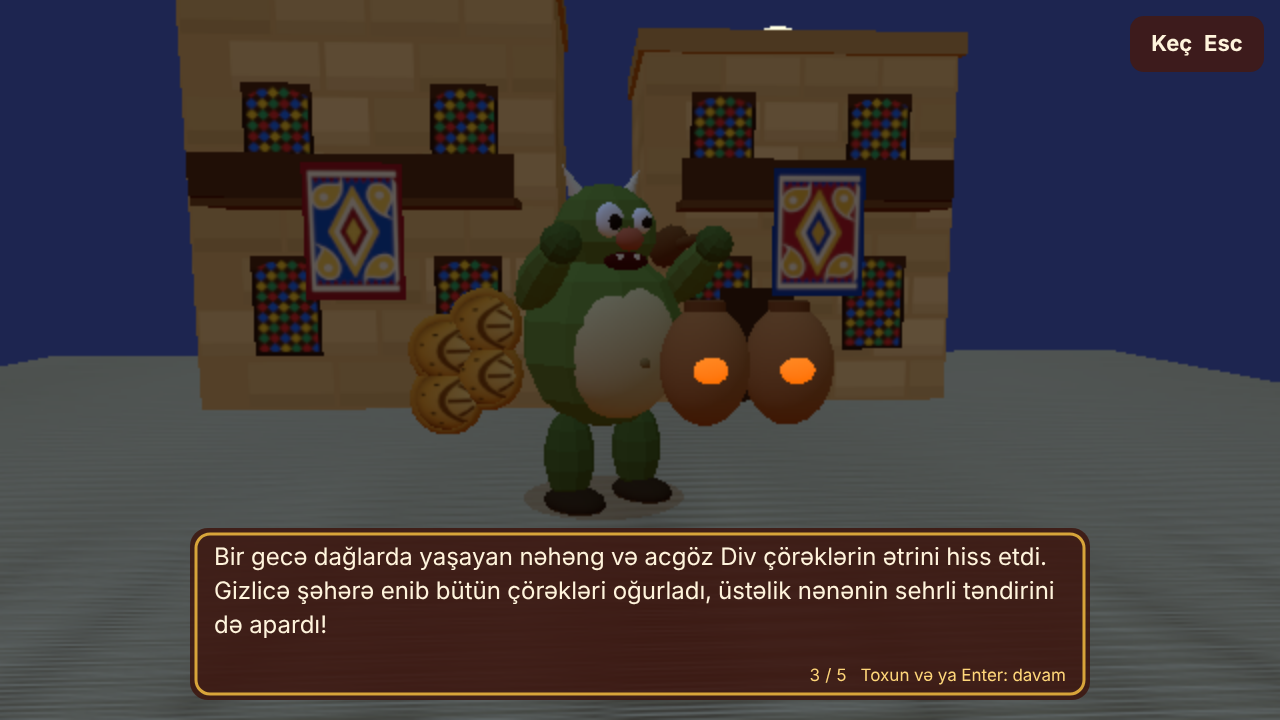 Keç Esc
Bir gecə dağlarda yaşayan nəhəng və acgöz Div çörəklərin ətrini hiss etdi.
Gizlicə şəhərə enib bütün çörəkləri oğurladı, üstəlik nənənin sehrli təndirini
də apardı!
3 / 5 Toxun və ya Enter: davam